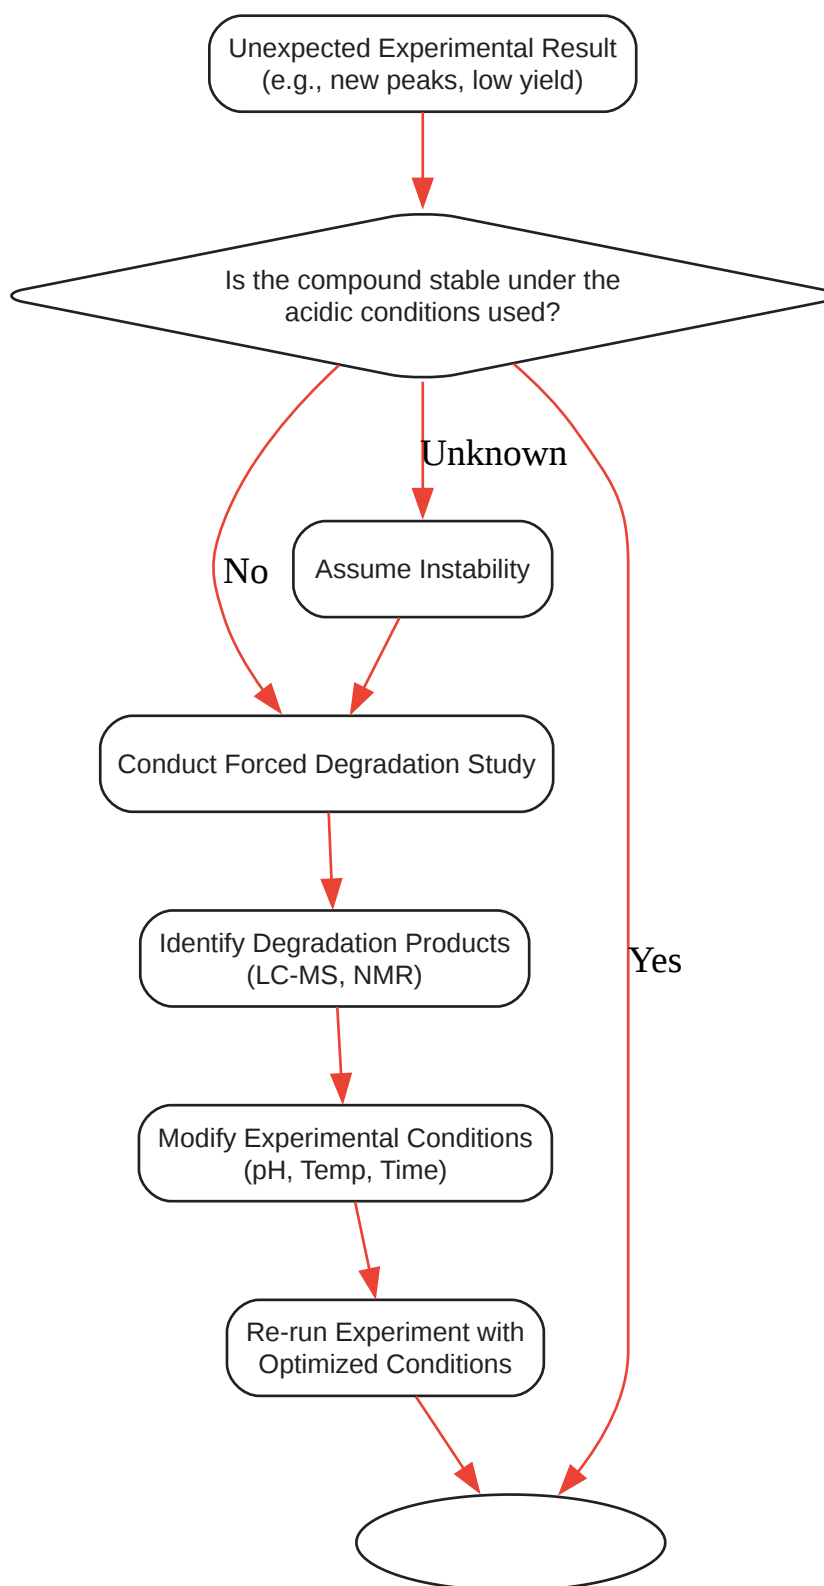 Unexpected Experimental Result
(e.g., new peaks, low yield)
Is the compound stable under the
acidic conditions used?
Unknown
No
Assume Instability
Conduct Forced Degradation Study
Identify Degradation Products
(LC-MS, NMR)
Yes
Modify Experimental Conditions
(pH, Temp, Time)
Re-run Experiment with
Optimized Conditions